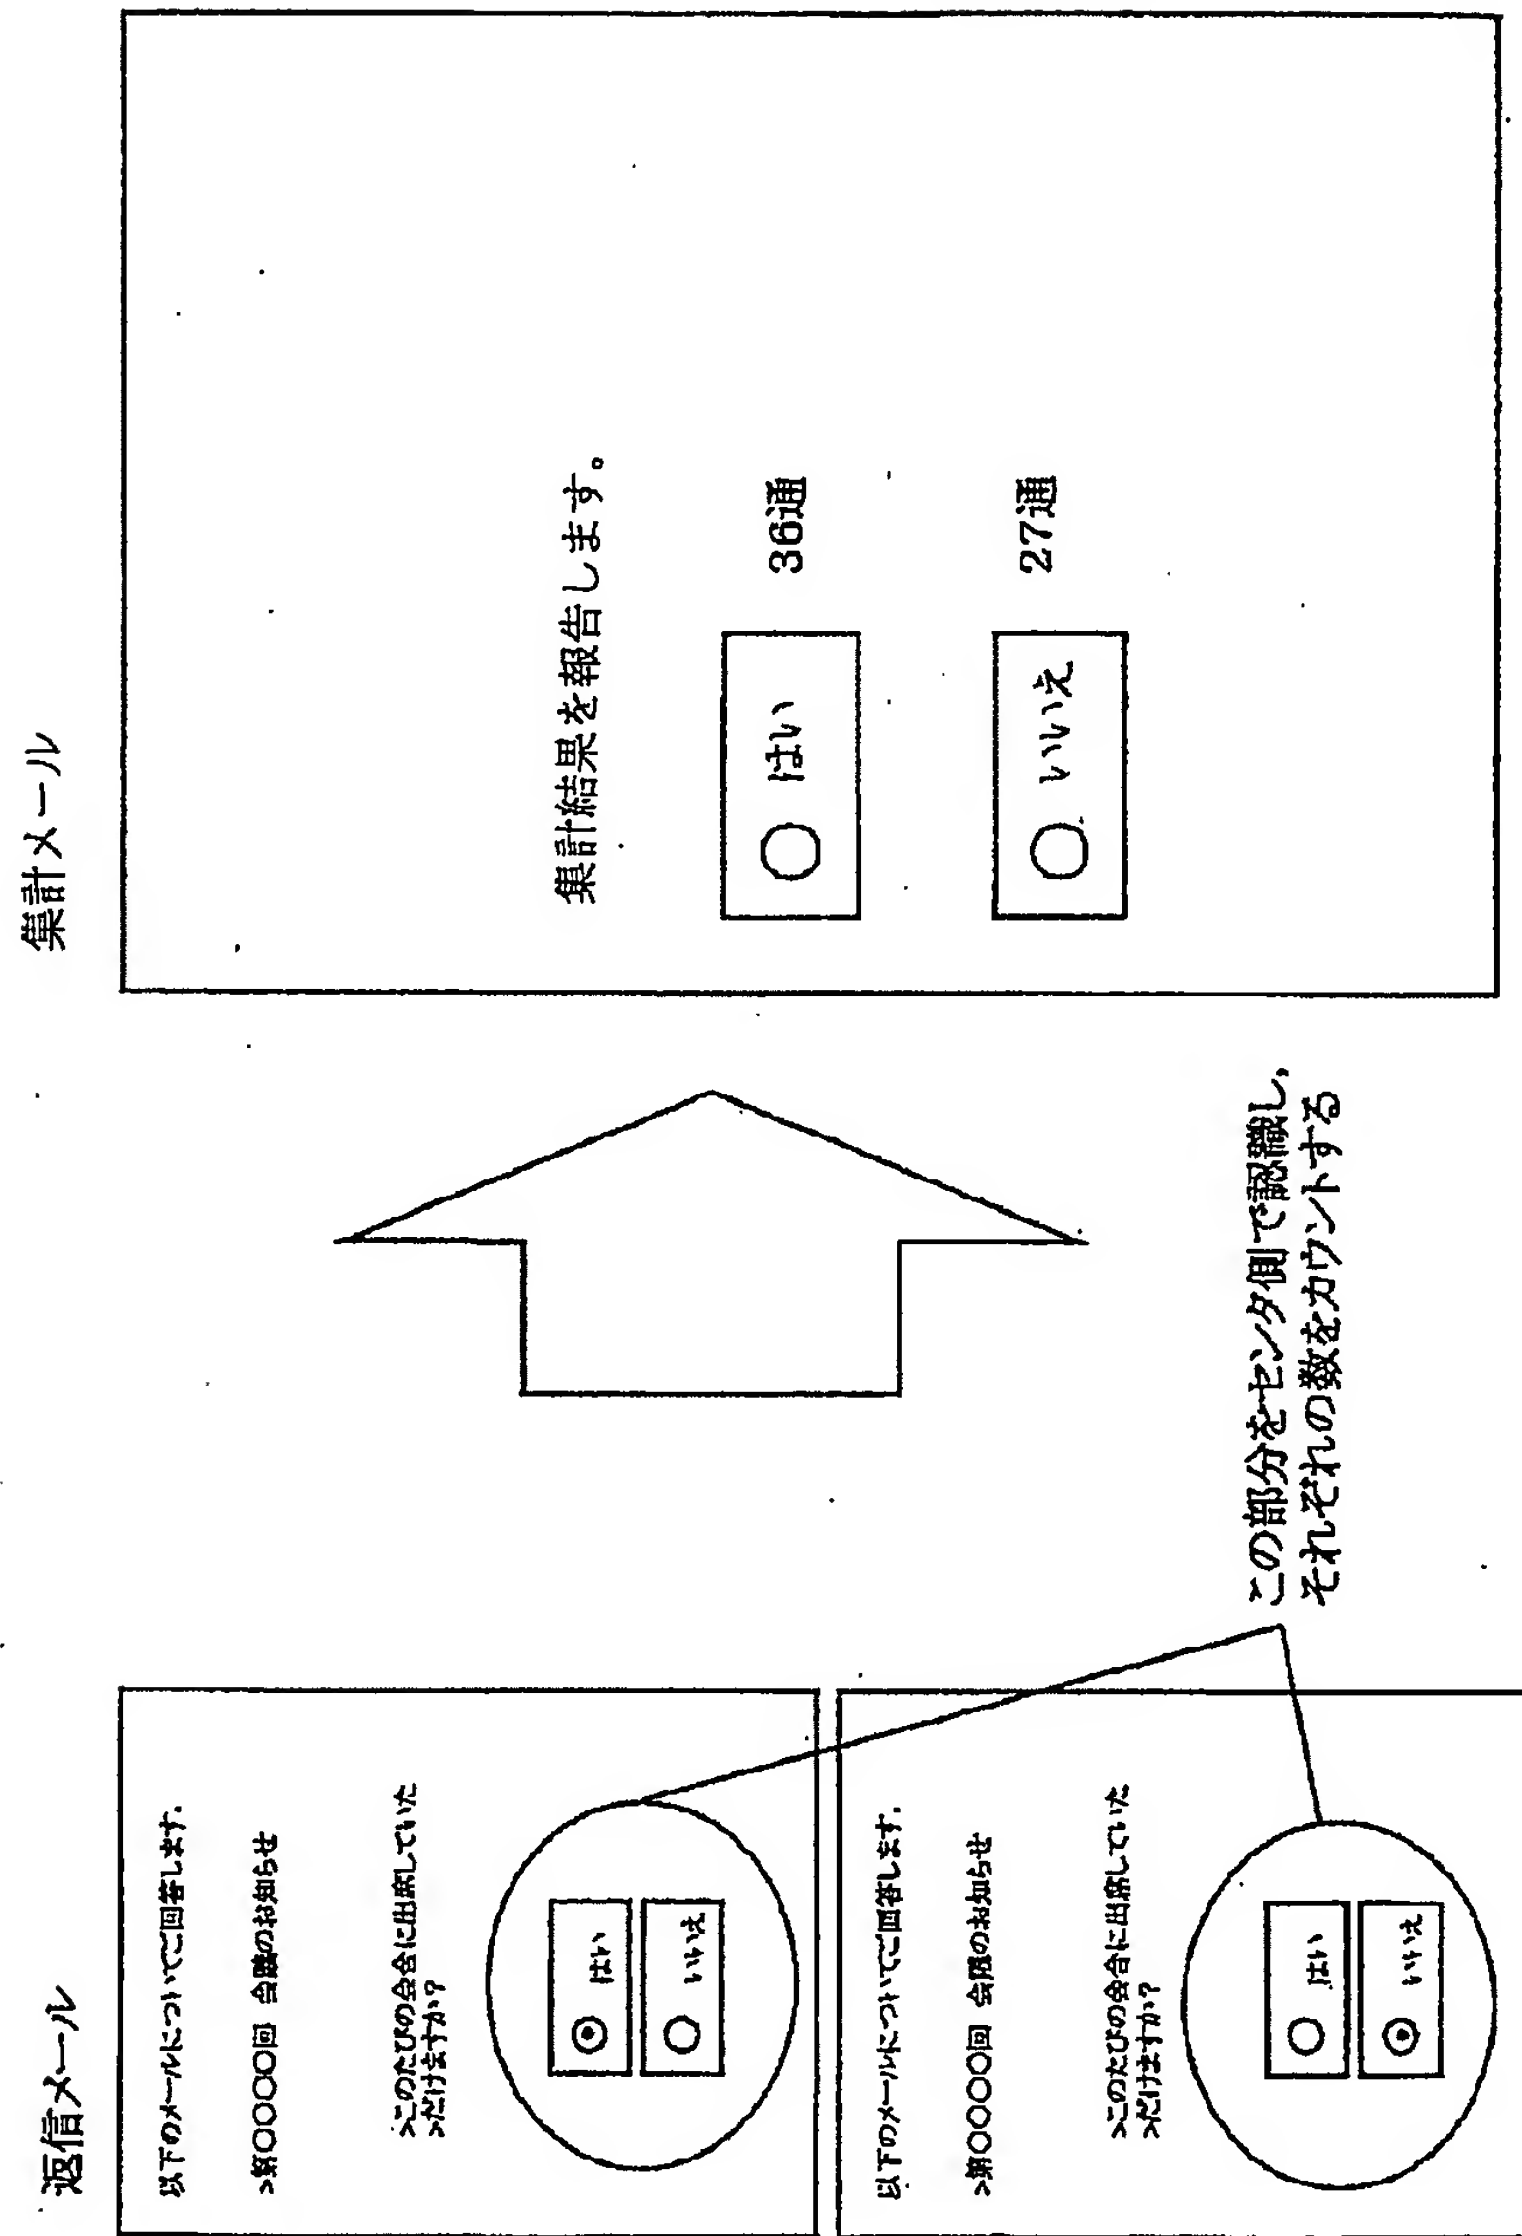 返信メール
以下のメールについてご回答します.
>第〇〇〇〇回 会議のお知らせ
>このたびの会合に出席していた
>だけますか?
はい
いいえ
以下のメールについてご回答します.
>第〇〇〇〇回 会議のお知らせ
>このたびの会合に出席していた
>だけますか?
はい
いいえ
この部分をセンタ側で認識し,
それぞれの数をカウントする
集計メール
集計結果を報告します。
はい 36通
いいえ 27通